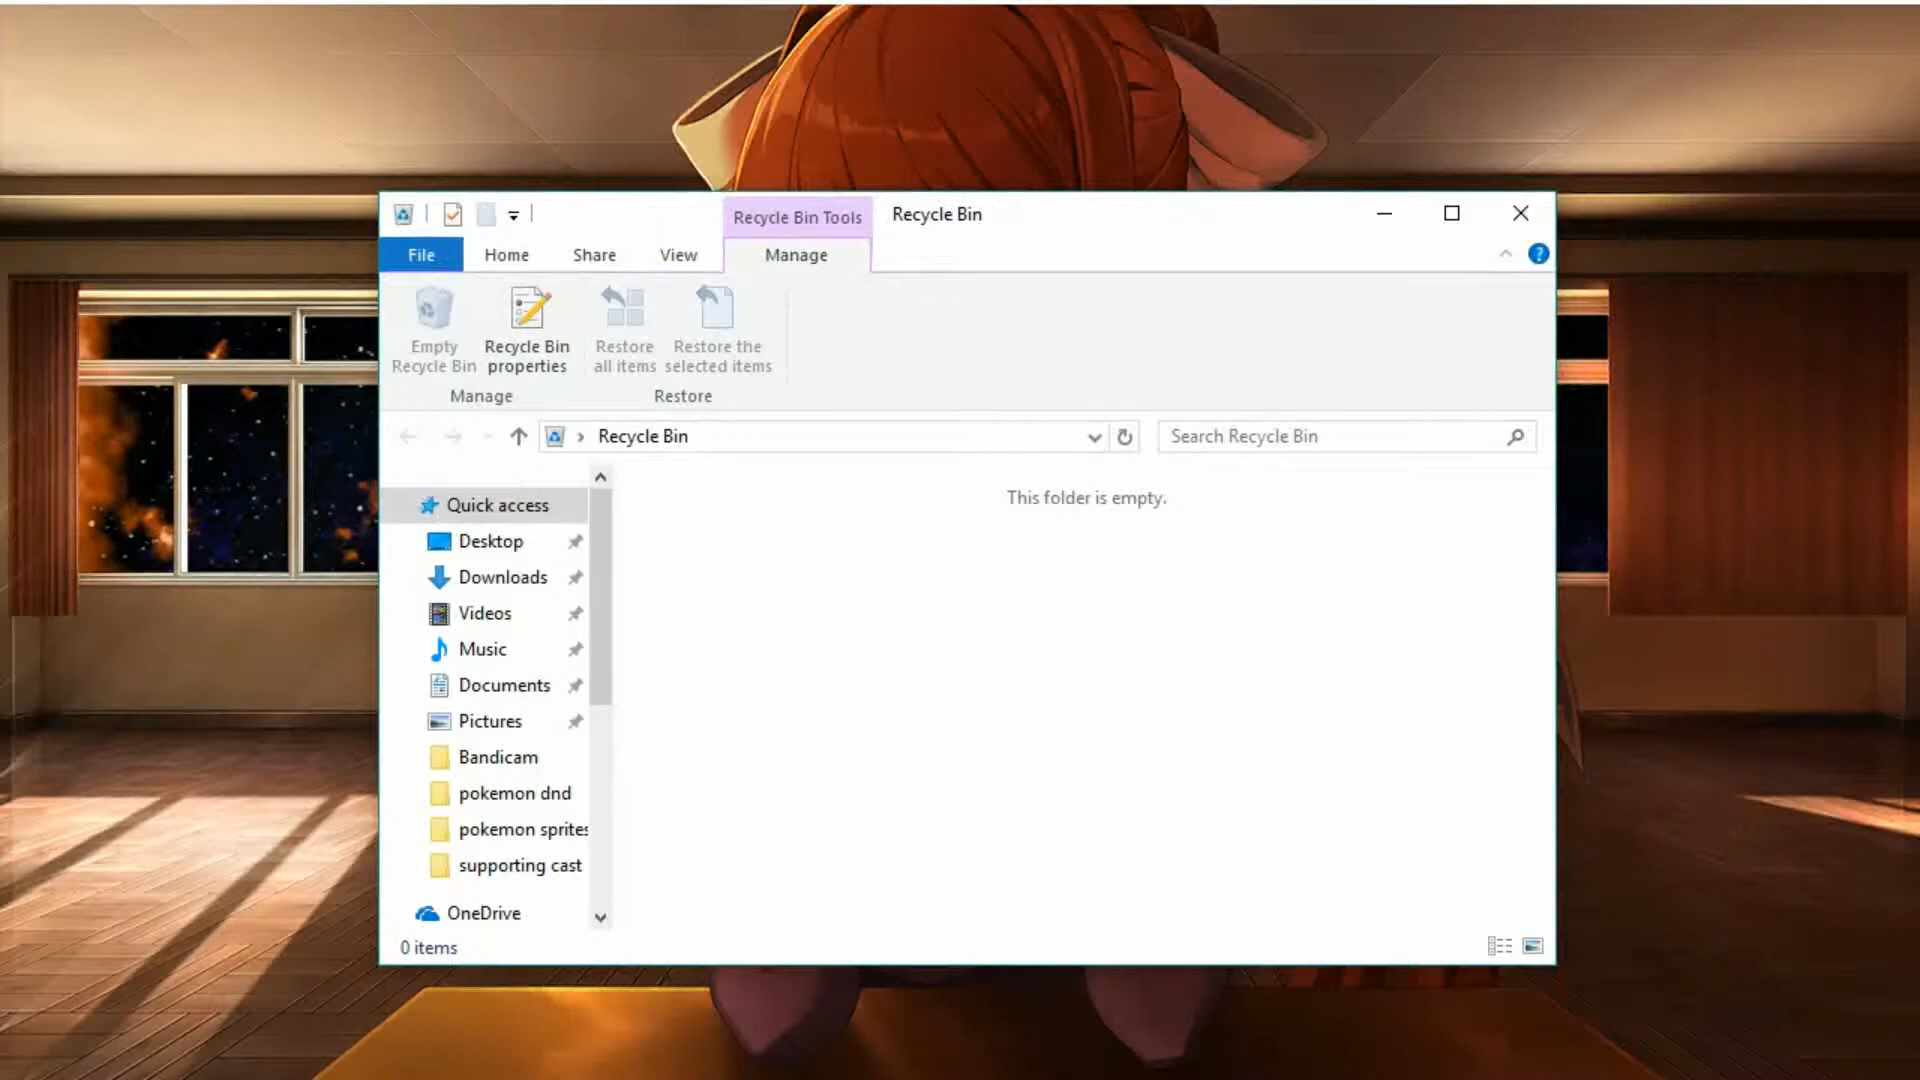 Recycle Bin Tools
Recycle Bin
File
Home
Share
View
Manage
?
Empty
Recycle Bin
Recycle Bin
properties
Restore
all items
Restore the
selected items
Manage
Restore
Recycle Bin
Search Recycle Bin
Quick access
Desktop
Downloads
Videos
Music
Documents
Pictures
Bandicam
pokemon dnd
pokemon sprites
supporting cast
OneDrive
This folder is empty.
0 items